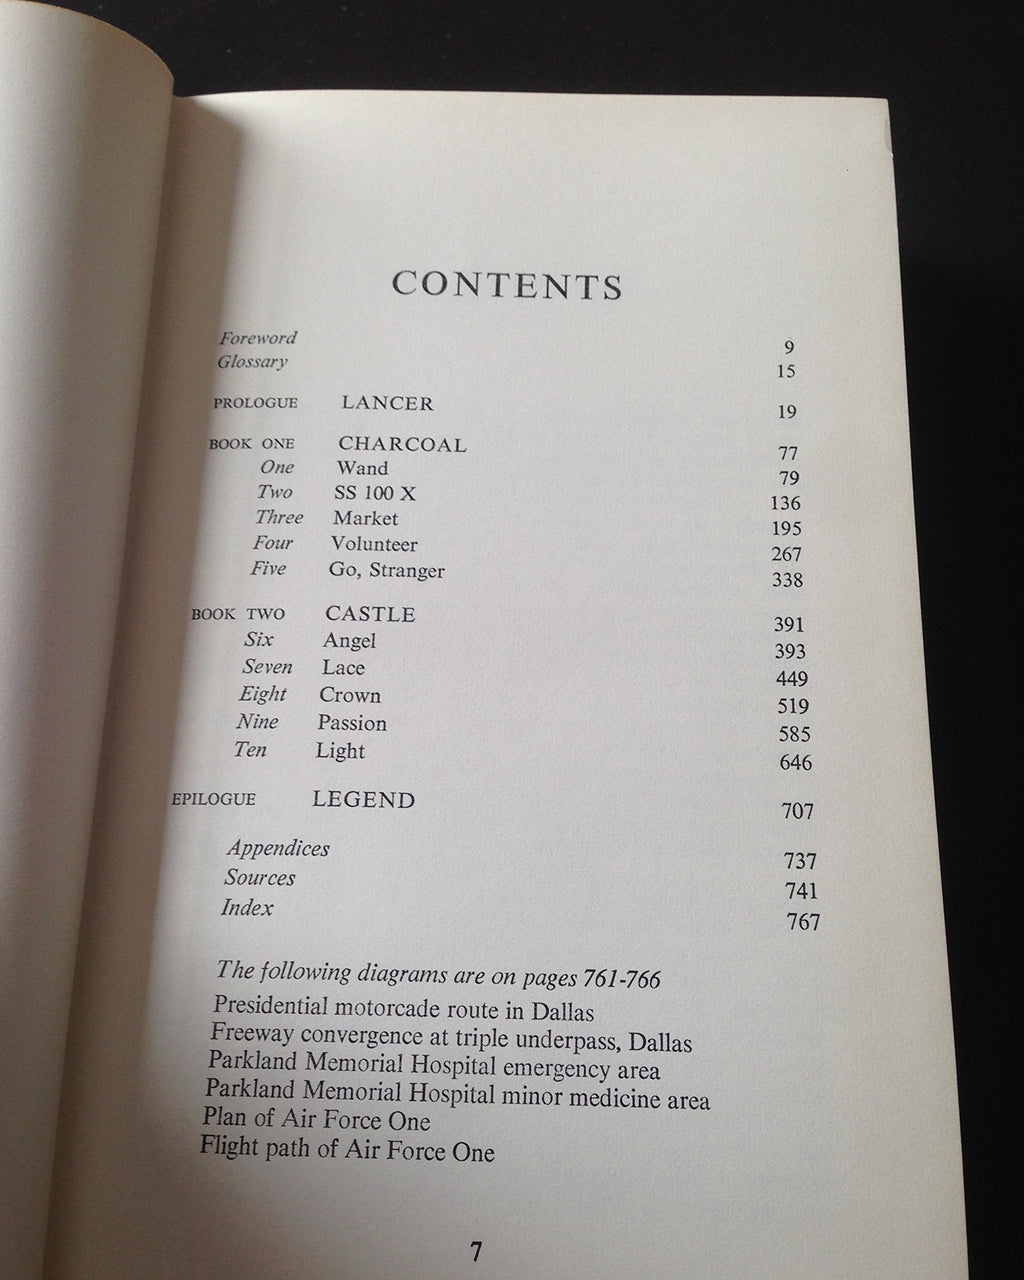 CONTENTS
Foreword 9
Glossary 15
PROLOGUE LANCER 19
BOOK ONE CHARCOAL 77
One Wand 79
Two SS 100 X 136
Three Market 195
Four Volunteer 267
Five Go, Stranger 338
BOOK TWO CASTLE 391
Six Angel 393
Seven Lace 449
Eight Crown 519
Nine Passion 585
Ten Light 646
EPILOGUE LEGEND 707
Appendices 737
Sources 741
Index 767
The following diagrams are on pages 761-766
Presidential motorcade route in Dallas
Freeway convergence at triple underpass, Dallas
Parkland Memorial Hospital emergency area
Parkland Memorial Hospital minor medicine area
Plan of Air Force One
Flight path of Air Force One
7